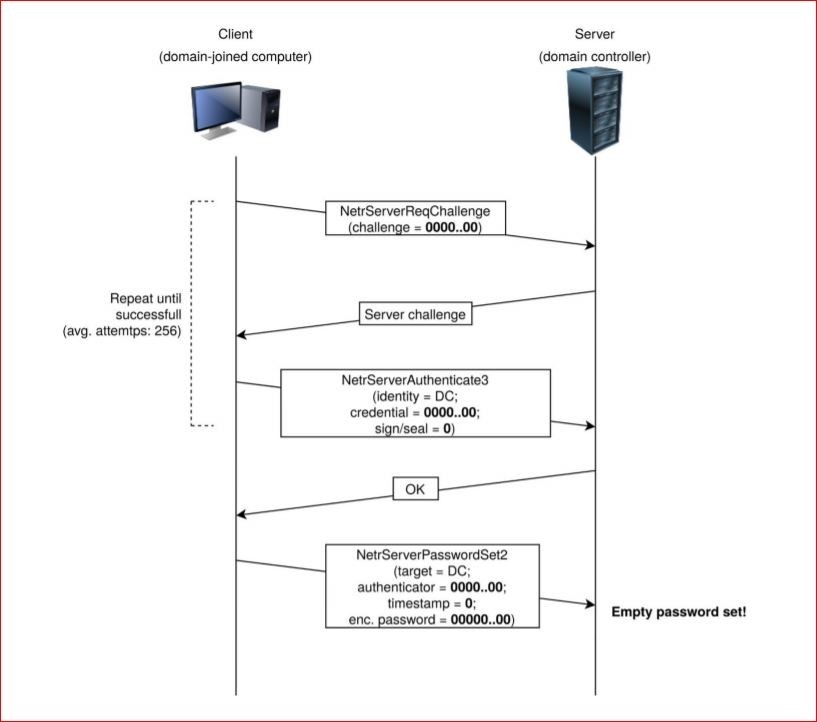 Client
(domain-joined computer)
Server
(domain controller)
NetrServerReqChallenge
(challenge = 0000..00)
Repeat until
successfull
(avg. attemtps: 256)
Server challenge
NetrServerAuthenticate3
(identity = DC;
credential = 0000..00;
sign/seal = 0)
OK
NetrServerPasswordSet2
(target = DC;
authenticator = 0000..00;
timestamp = 0;
enc. password = 00000..00)
Empty password set!